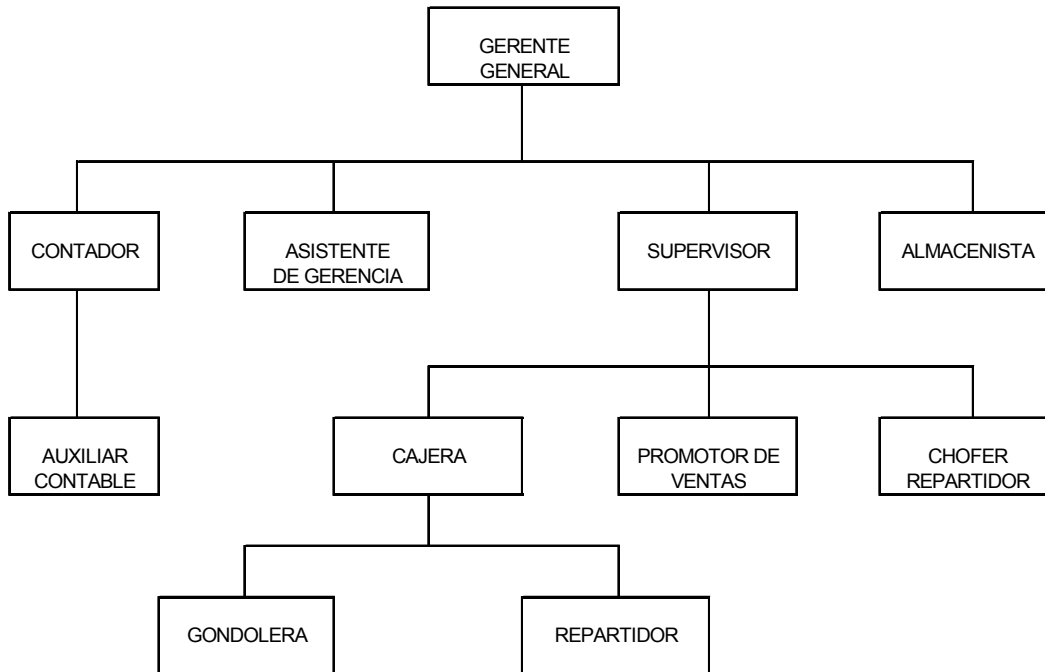 GERENTE
GENERAL
CONTADOR
ASISTENTE
DE GERENCIA
SUPERVISOR
ALMACENISTA
AUXILIAR
CONTABLE
CAJERA
PROMOTOR DE
VENTAS
CHOFER
REPARTIDOR
GONDOLERA
REPARTIDOR